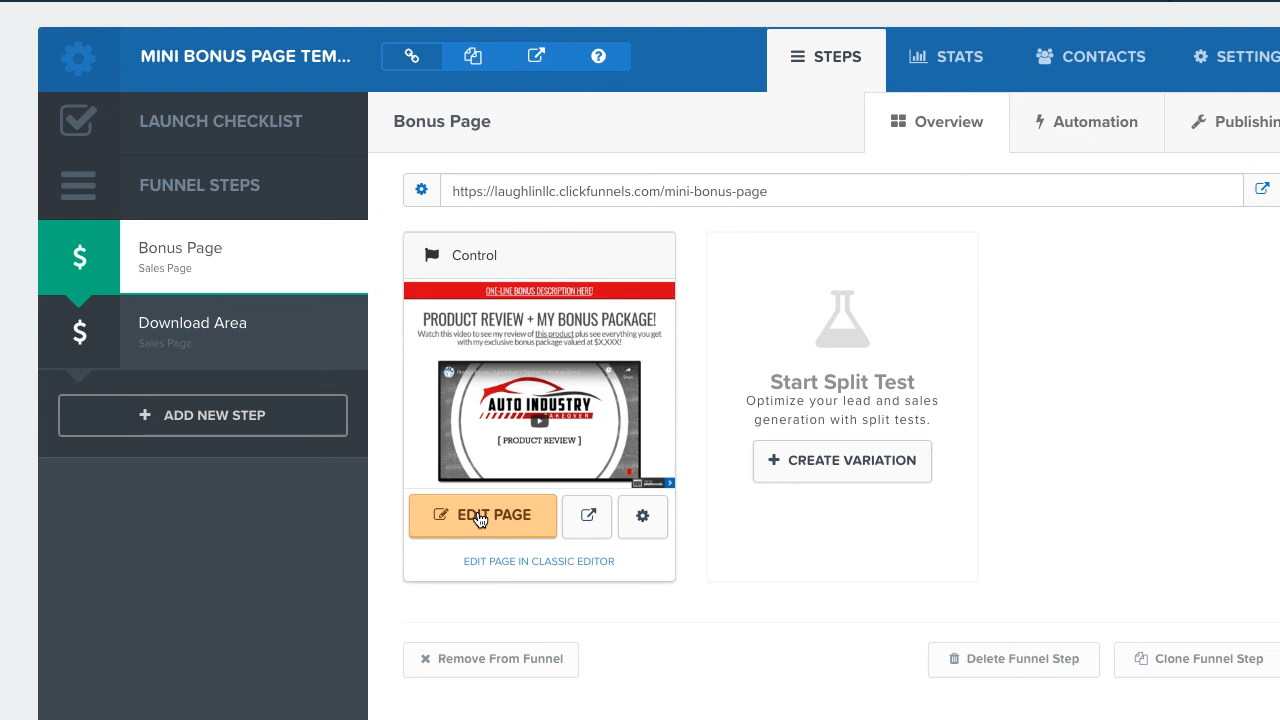 MINI BONUS PAGE TEM...
STEPS
STATS
CONTACTS
SETTING
LAUNCH CHECKLIST
FUNNEL STEPS
Bonus Page
Sales Page
Download Area
Sales Page
ADD NEW STEP
Bonus Page
Overview
Automation
Publishin
https://laughlinllc.clickfunnels.com/mini-bonus-page
Control
ONE-LINE BONUS DESCRIPTION HERE!
PRODUCT REVIEW + MY BONUS PACKAGE!
Watch this video to see my review of this product plus see everything you get
with my exclusive bonus package valued at $X,XXX!
AUTO INDUSTRY
TAKEOVER
[ PRODUCT REVIEW ]
EDIT PAGE
EDIT PAGE IN CLASSIC EDITOR
Start Split Test
Optimize your lead and sales
generation with split tests.
CREATE VARIATION
Remove From Funnel
Delete Funnel Step
Clone Funnel Step